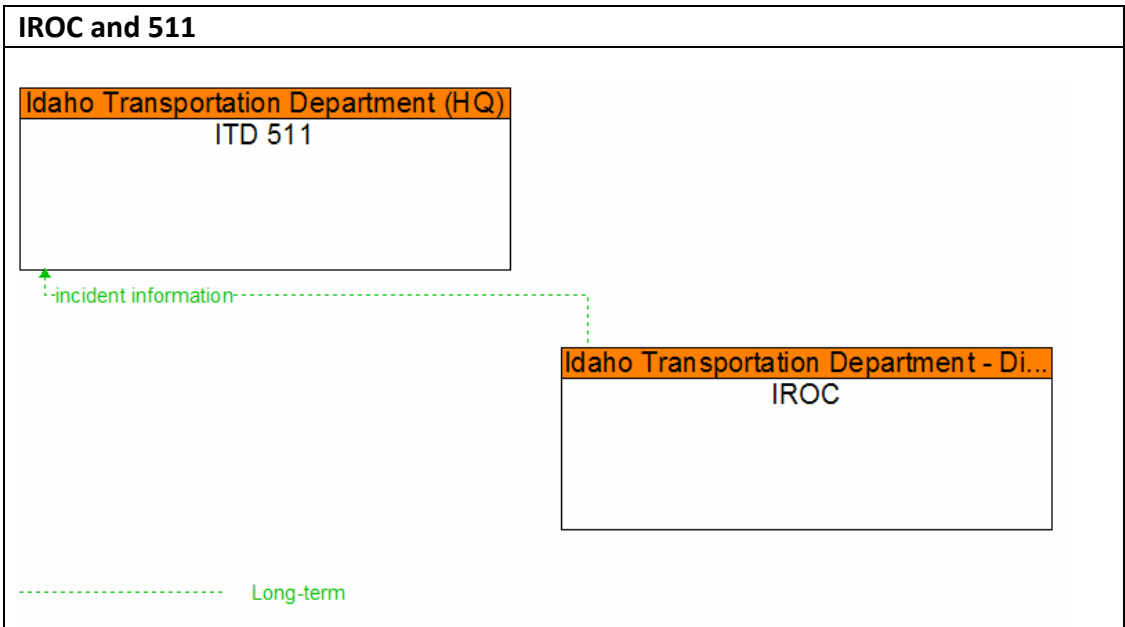 IROC and 511
Idaho Transportation Department (HQ)
ITD 511
incident information
Idaho Transportation Department - Di...
IROC
Long-term